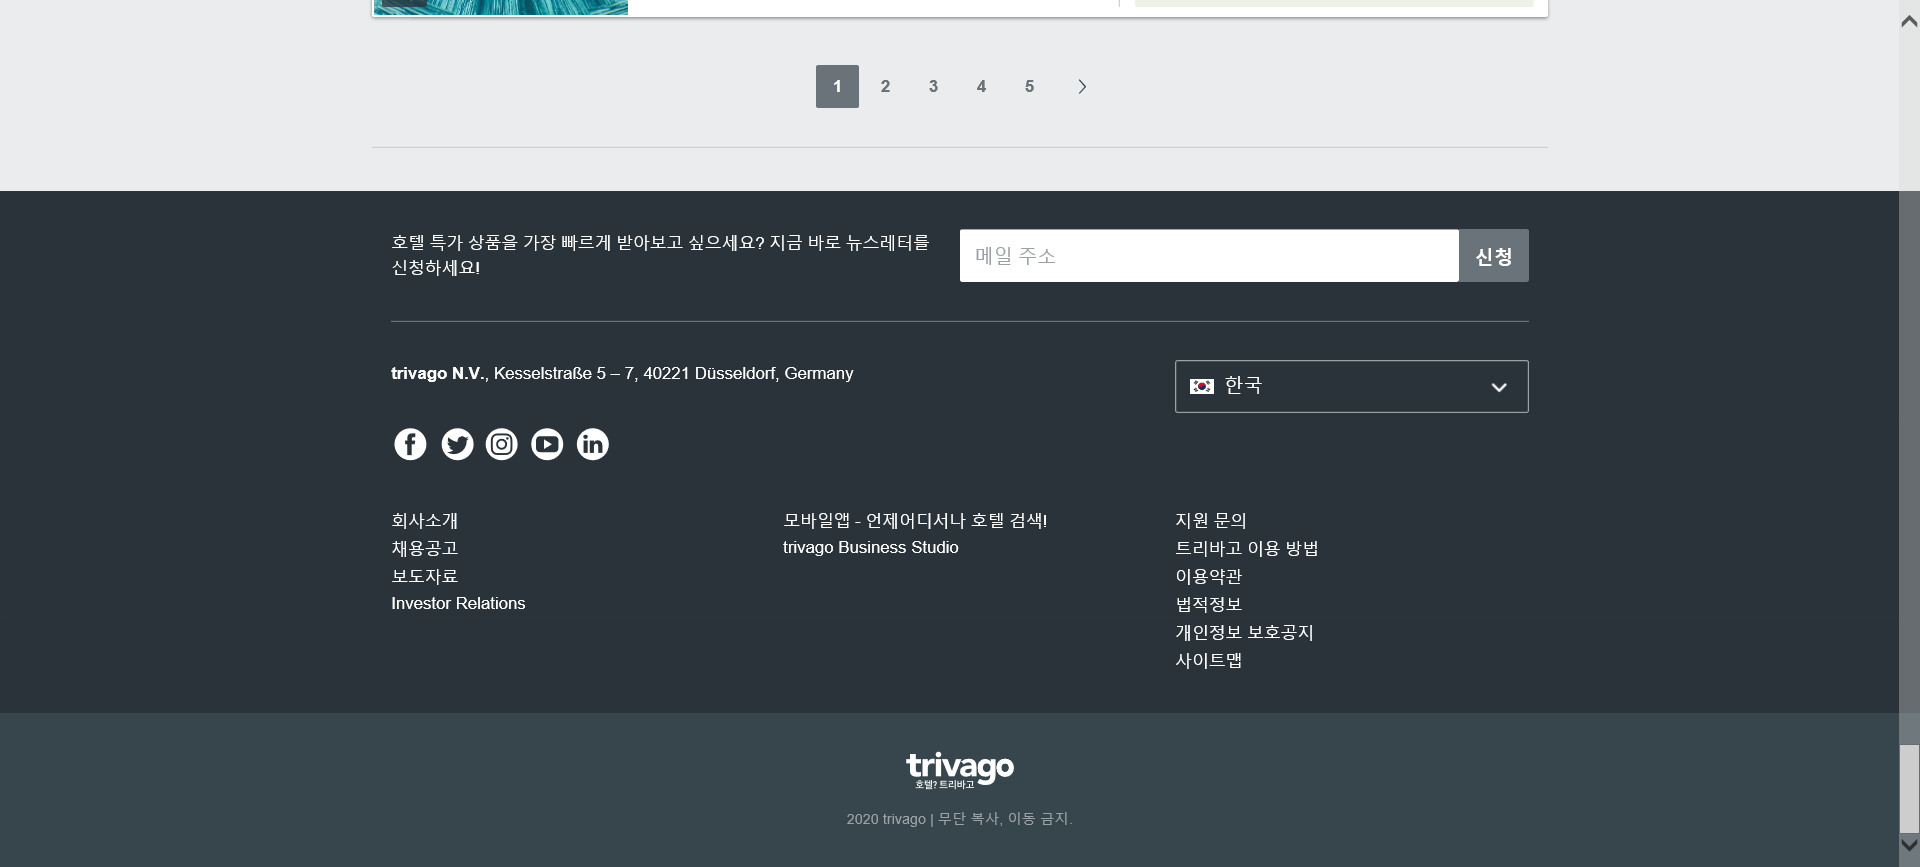 1 2 3 4 5
호텔 특가 상품을 가장 빠르게 받아보고 싶으세요? 지금 바로 뉴스레터를
신청하세요!
메일 주소
신청
trivago N.V., Kesselstraße 5 – 7, 40221 Düsseldorf, Germany
한국
회사소개
채용공고
보도자료
Investor Relations
모바일앱 - 언제어디서나 호텔 검색!
trivago Business Studio
지원 문의
트리바고 이용 방법
이용약관
법적정보
개인정보 보호공지
사이트맵
trivago
호텔? 트리바고
2020 trivago | 무단 복사, 이동 금지.